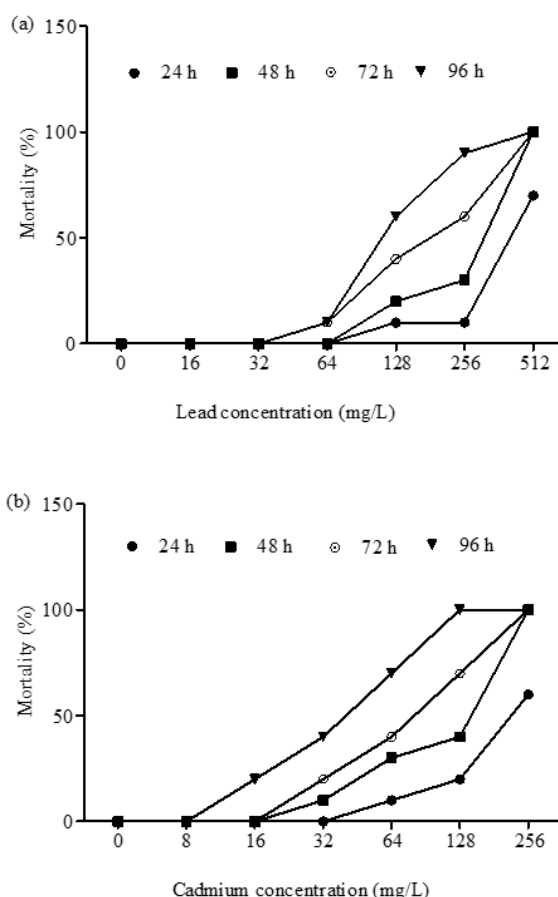 (a)
150
24 h 48 h 72 h 96 h
100
50
0
Mortality (%)
0 16 32 64 128 256 512
Lead concentration (mg/L)
(b)
150
24 h 48 h 72 h 96 h
100
50
0
Mortality (%)
0 8 16 32 64 128 256
Cadmium concentration (mg/L)